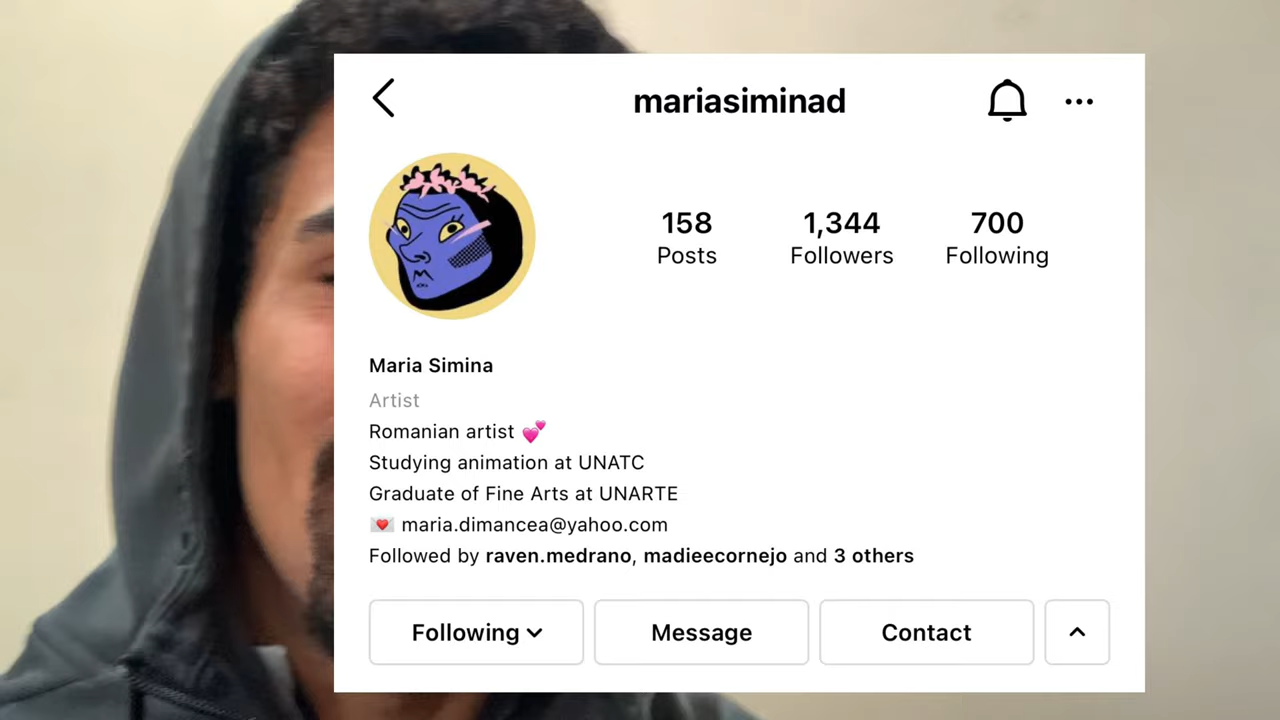 mariasiminad
158 1,344 700
Posts Followers Following
Maria Simina
Artist
Romanian artist 💕
Studying animation at UNATC
Graduate of Fine Arts at UNARTE
💌 maria.dimancea@yahoo.com
Followed by raven.medrano, madieecornejo and 3 others
Following Message Contact